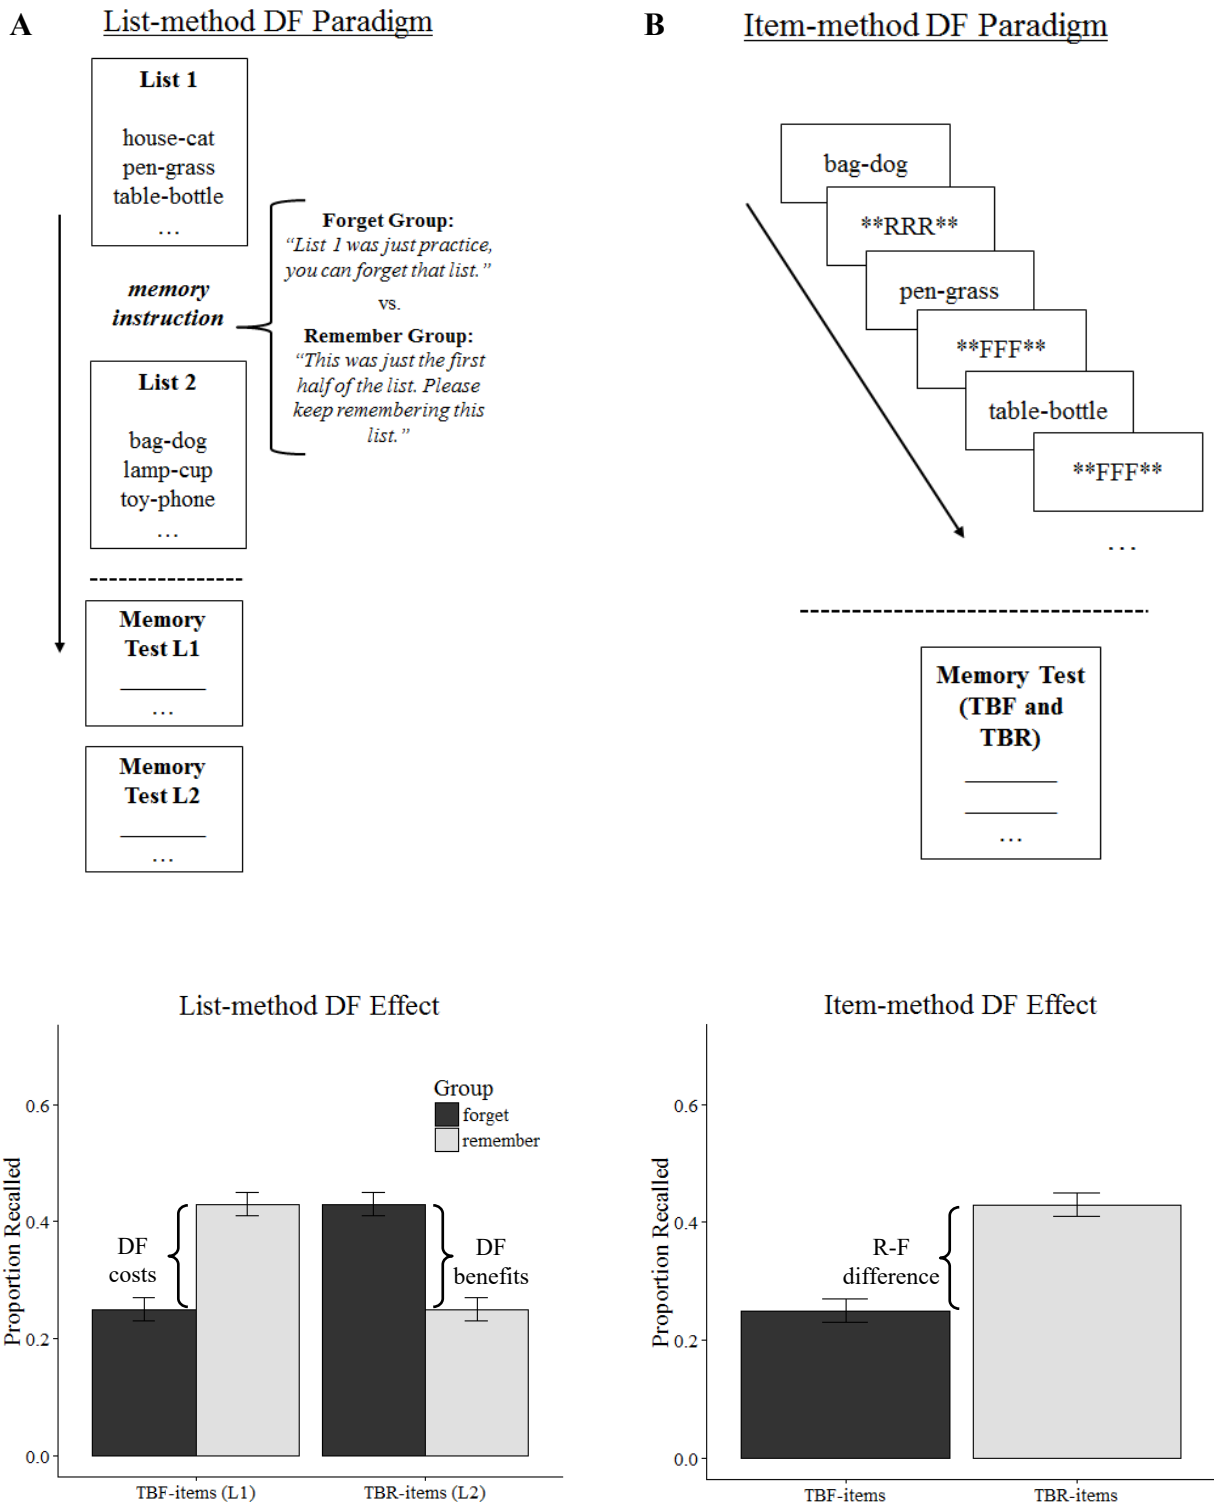 A
List-method DF Paradigm
List 1
house-cat
pen-grass
table-bottle
...
memory
instruction
Forget Group:
“List 1 was just practice,
you can forget that list.”
vs.
Remember Group:
“This was just the first
half of the list. Please
keep remembering this
list.”
List 2
bag-dog
lamp-cup
toy-phone
...
Memory
Test L1
...
Memory
Test L2
...
B
Item-method DF Paradigm
bag-dog
**RRR**
pen-grass
**FFF**
table-bottle
**FFF**
...
Memory Test
(TBF and
TBR)
...
List-method DF Effect
Group
forget
remember
Proportion Recalled
0.6
0.4
0.2
0.0
DF
costs
DF
benefits
TBF-items (L1)
TBR-items (L2)
Item-method DF Effect
Proportion Recalled
0.6
0.4
0.2
0.0
R-F
difference
TBF-items
TBR-items